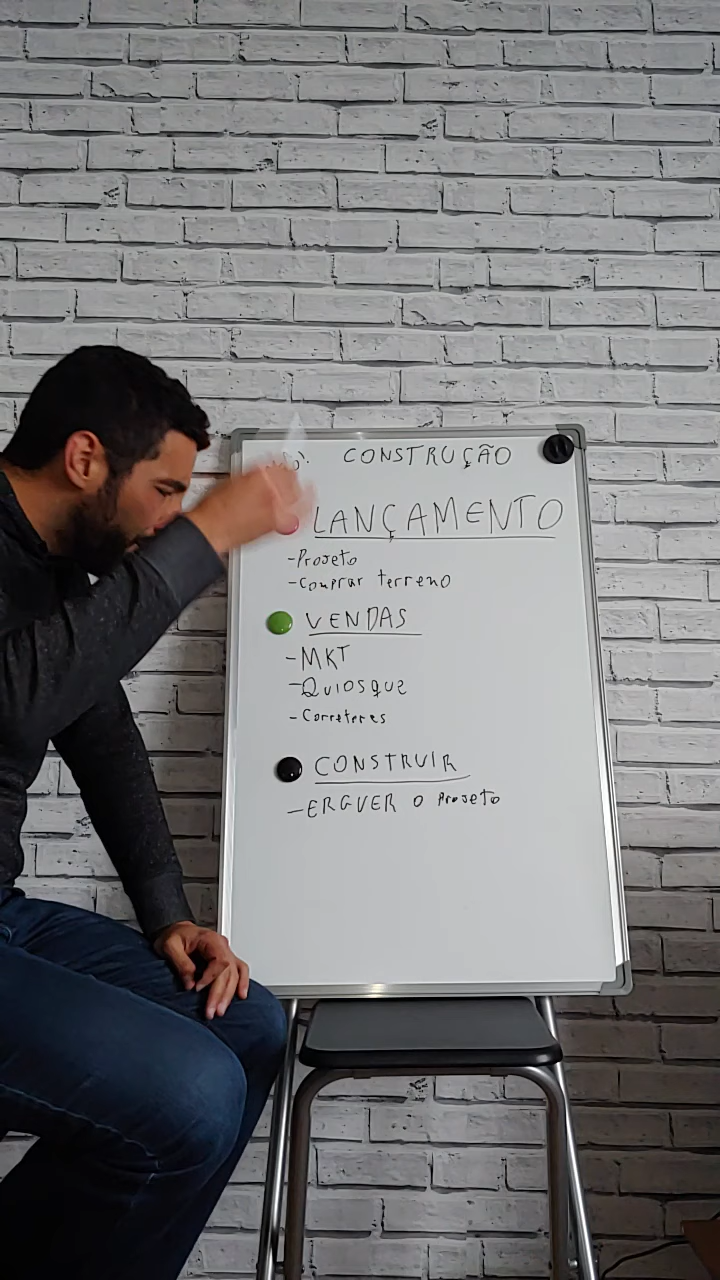 CONSTRUÇÃO
LANÇAMENTO
-Projeto
-Comprar terreno
VENDAS
-MKT
-Quiosque
-Corretores
CONSTRUIR
-ERGUER O Projeto